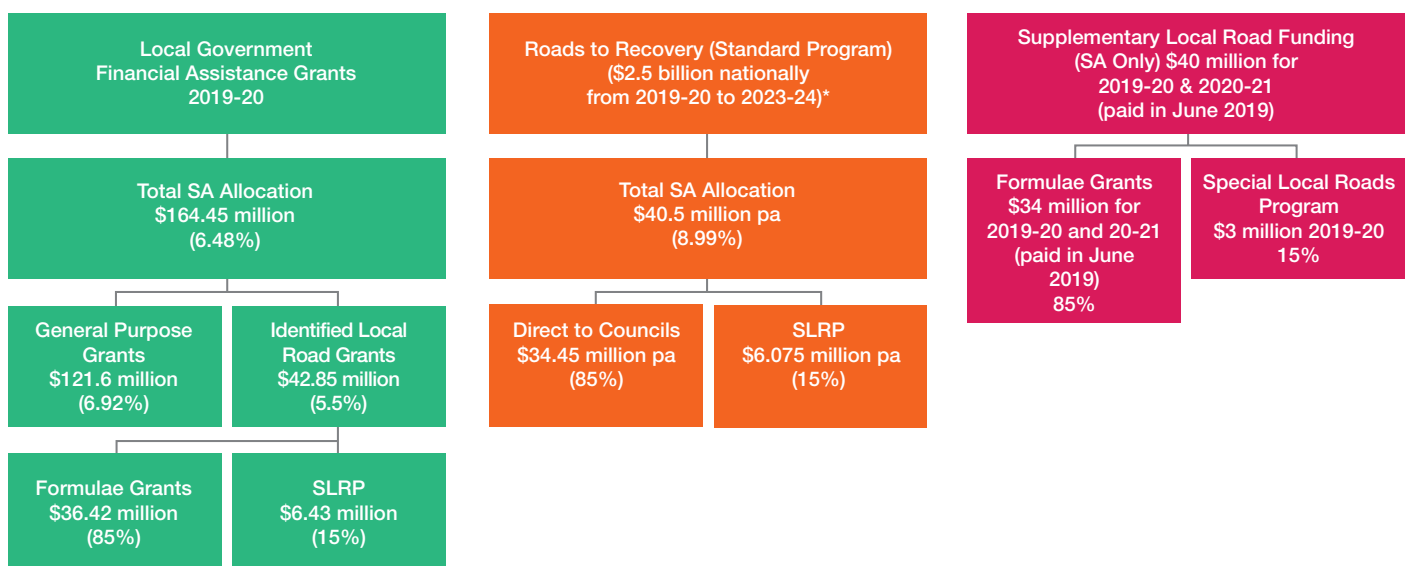 Local Government
Financial Assistance Grants
2019-20
Total SA Allocation
$164.45 million
(6.48%)
General Purpose
Grants
$121.6 million
(6.92%)
Identified Local
Road Grants
$42.85 million
(5.5%)
Formulae Grants
$36.42 million
(85%)
SLRP
$6.43 million
(15%)
Roads to Recovery (Standard Program)
($2.5 billion nationally
from 2019-20 to 2023-24)*
Total SA Allocation
$40.5 million pa
(8.99%)
Direct to Councils
$34.45 million pa
(85%)
SLRP
$6.075 million pa
(15%)
Supplementary Local Road Funding
(SA Only) $40 million for
2019-20 & 2020-21
(paid in June 2019)
Formulae Grants
$34 million for
2019-20 and 20-21
(paid in June
2019)
85%
Special Local Roads
Program
$3 million 2019-20
15%